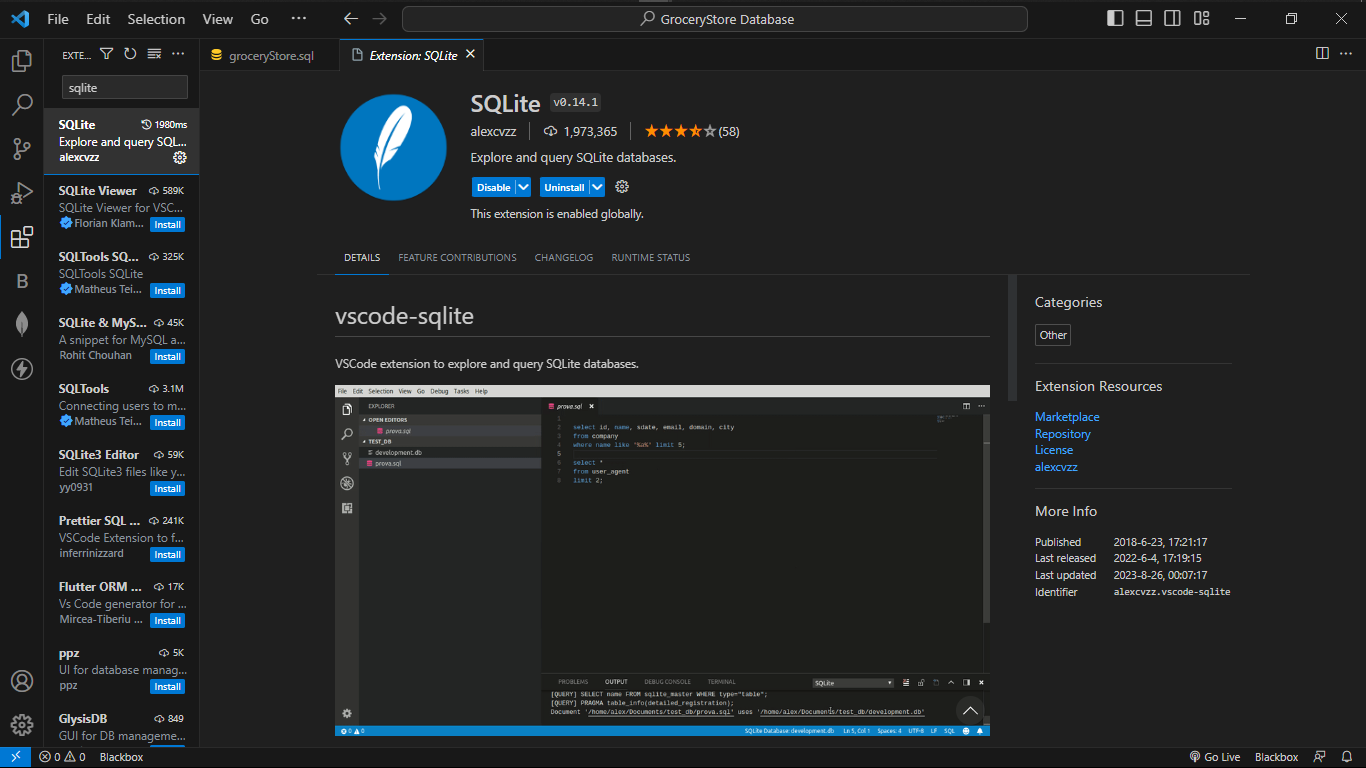 File Edit Selection View Go ···
GroceryStore Database
EXTE...
sqlite
SQLite 1980ms
Explore and query SQL...
alexcvzz
SQLite Viewer 589K
SQLite Viewer for VSC...
Florian Klam... Install
SQLTools SQ... 325K
SQLTools SQLite
Matheus Tei... Install
SQLite & MyS... 45K
A snippet for MySQL a...
Rohit Chouhan Install
SQLTools 3.1M
Connecting users to m...
Matheus Tei... Install
SQLite3 Editor 59K
Edit SQLite3 files like y...
yy0931 Install
Prettier SQL ... 241K
VSCode Extension to f...
inferrinizzard Install
Flutter ORM ... 17K
Vs Code generator for ...
Mircea-Tiberiu ... Install
ppz 5K
UI for database manag...
ppz Install
GlysisDB 849
GUI for DB manageme...
groceryStore.sql
Extension: SQLite
SQLite v0.14.1
alexcvzz 1,973,365 (58)
Explore and query SQLite databases.
Disable Uninstall
This extension is enabled globally.
DETAILS FEATURE CONTRIBUTIONS CHANGELOG RUNTIME STATUS
vscode-sqlite
VSCode extension to explore and query SQLite databases.
File Edit Selection View Go Debug Tasks Help
EXPLORER
OPEN EDITORS
prova.sql
TEST_DB
development.db
prova.sql
prova.sql
1
2 select id, name, sdate, email, domain, city
3 from company
4 where name like "%a%" limit 5;
5
6 select *
7 from user_agent
8 limit 2;
PROBLEMS OUTPUT DEBUG CONSOLE TERMINAL
SQLite
[QUERY] SELECT name FROM sqlite_master WHERE type="table";
[QUERY] PRAGMA table_info(detailed_registration);
Document '/home/alex/Documents/test_db/prova.sql' uses '/home/alex/Documents/test_db/development.db'
0 0 SQLite Database: development.db Ln 5, Col 1 Spaces: 4 UTF-8 LF SQL
Categories
Other
Extension Resources
Marketplace
Repository
License
alexcvzz
More Info
Published 2018-6-23, 17:21:17
Last released 2022-6-4, 17:19:15
Last updated 2023-8-26, 00:07:17
Identifier alexcvzz.vscode-sqlite
B
0 0 Blackbox
Go Live Blackbox